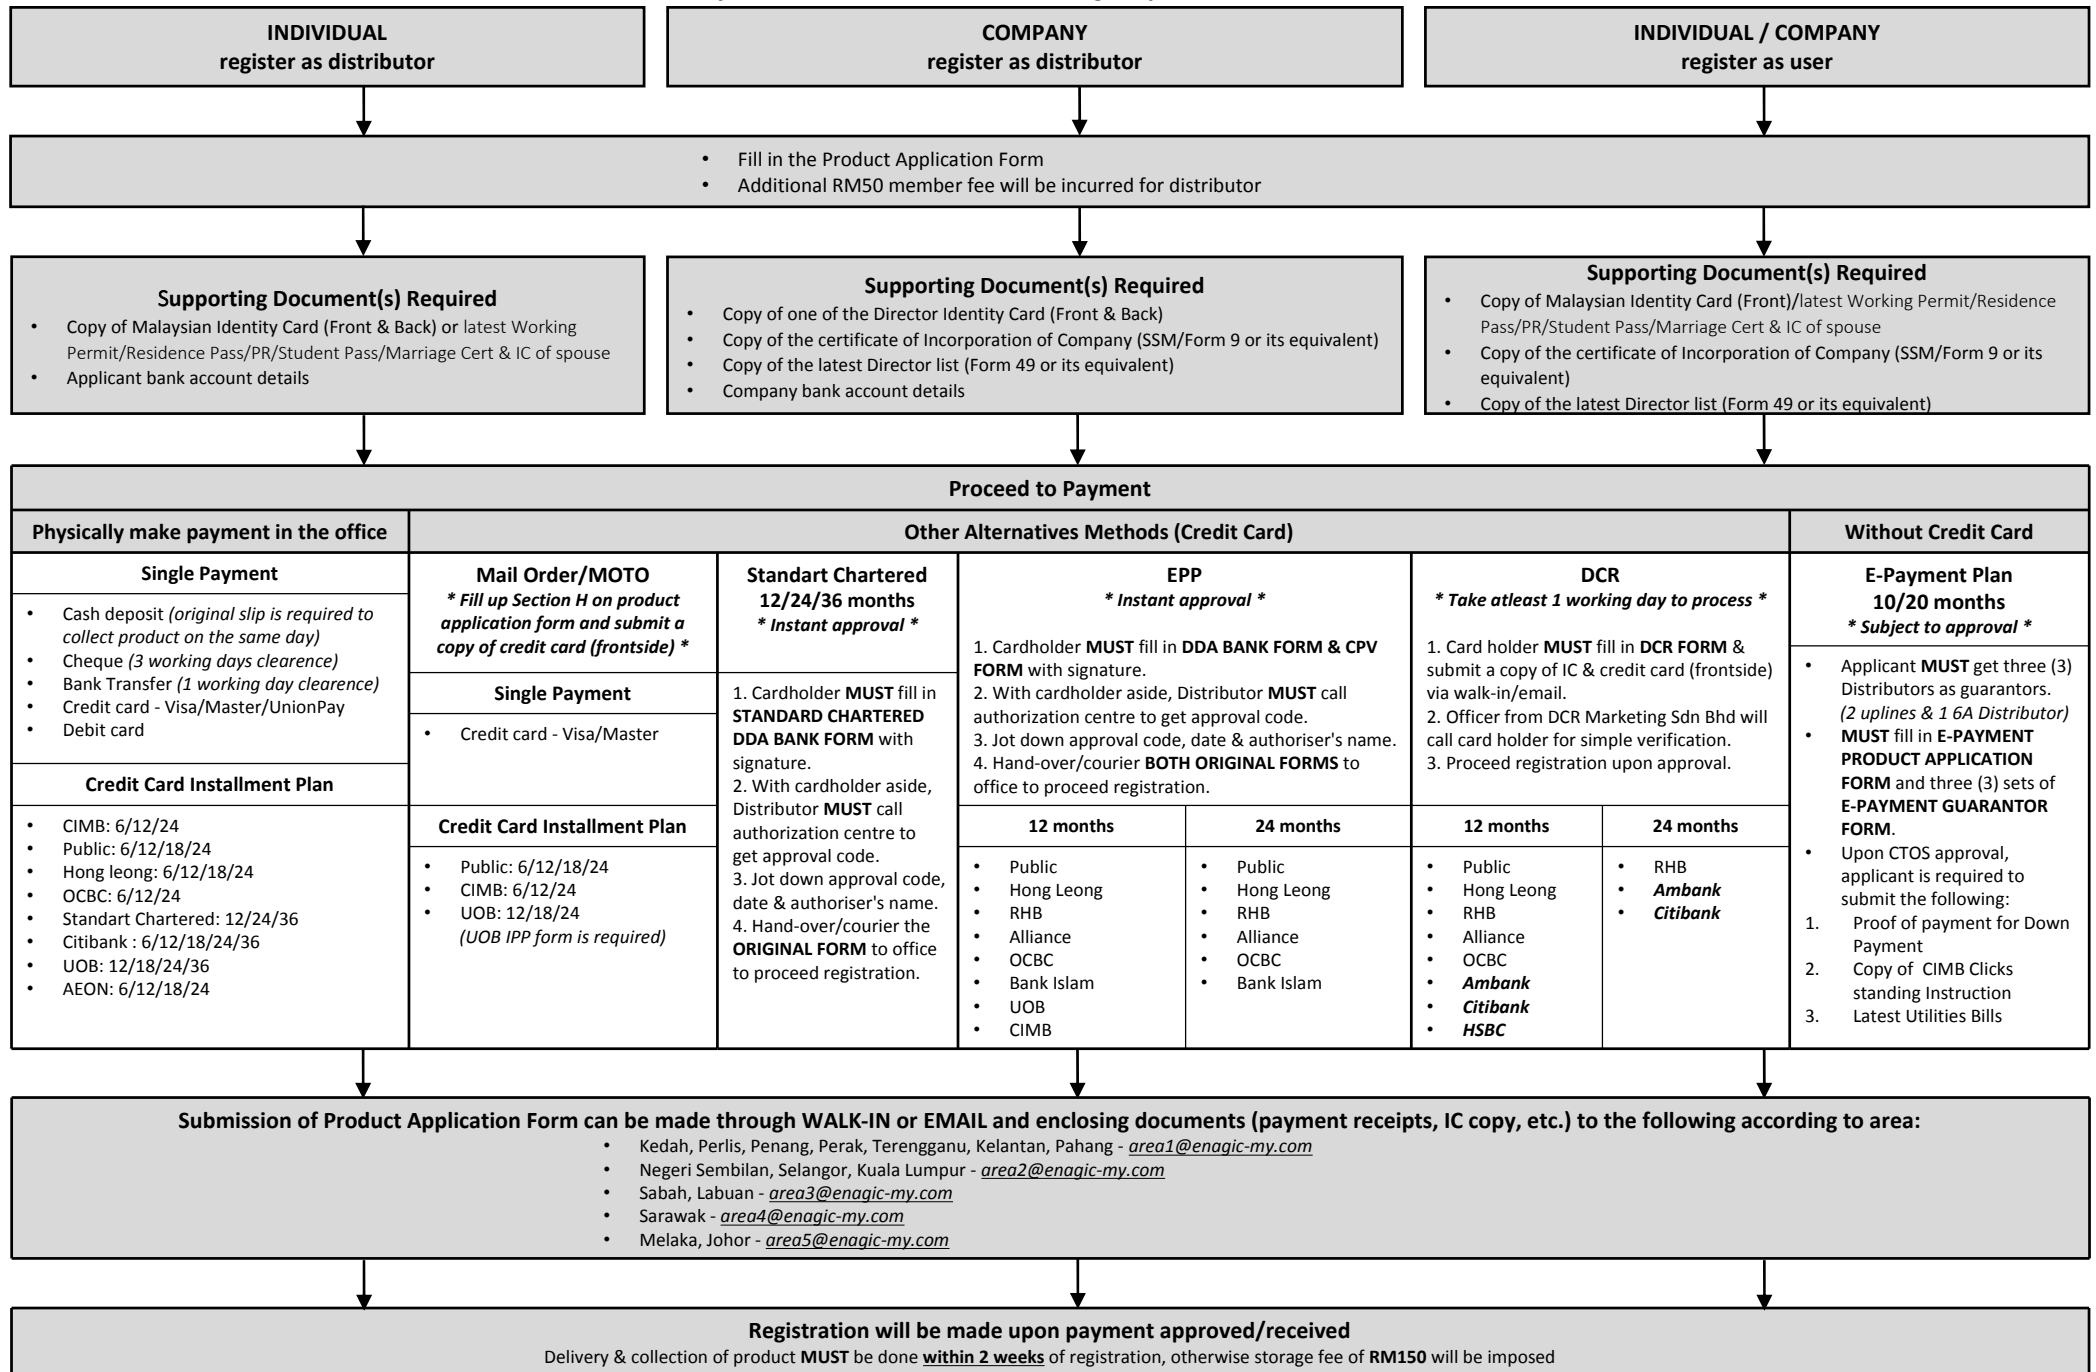 INDIVIDUAL
register as distributor
COMPANY
register as distributor
INDIVIDUAL / COMPANY
register as user
• Fill in the Product Application Form
• Additional RM50 member fee will be incurred for distributor
Supporting Document(s) Required
• Copy of Malaysian Identity Card (Front & Back) or latest Working
Permit/Residence Pass/PR/Student Pass/Marriage Cert & IC of spouse
• Applicant bank account details
Supporting Document(s) Required
• Copy of one of the Director Identity Card (Front & Back)
• Copy of the certificate of Incorporation of Company (SSM/Form 9 or its equivalent)
• Copy of the latest Director list (Form 49 or its equivalent)
• Company bank account details
Supporting Document(s) Required
• Copy of Malaysian Identity Card (Front)/latest Working Permit/Residence
Pass/PR/Student Pass/Marriage Cert & IC of spouse
• Copy of the certificate of Incorporation of Company (SSM/Form 9 or its
equivalent)
• Copy of the latest Director list (Form 49 or its equivalent)
Proceed to Payment
Physically make payment in the office
Single Payment
• Cash deposit (original slip is required to
collect product on the same day)
• Cheque (3 working days clearence)
• Bank Transfer (1 working day clearence)
• Credit card - Visa/Master/UnionPay
• Debit card
Credit Card Installment Plan
• CIMB: 6/12/24
• Public: 6/12/18/24
• Hong leong: 6/12/18/24
• OCBC: 6/12/24
• Standart Chartered: 12/24/36
• Citibank : 6/12/18/24/36
• UOB: 12/18/24/36
• AEON: 6/12/18/24
Other Alternatives Methods (Credit Card)
Mail Order/MOTO
* Fill up Section H on product
application form and submit a
copy of credit card (frontside) *
Single Payment
• Credit card - Visa/Master
Credit Card Installment Plan
• Public: 6/12/18/24
• CIMB: 6/12/24
• UOB: 12/18/24
(UOB IPP form is required)
Standart Chartered
12/24/36 months
* Instant approval *
1. Cardholder MUST fill in
STANDARD CHARTERED
DDA BANK FORM with
signature.
2. With cardholder aside,
Distributor MUST call
authorization centre to
get approval code.
3. Jot down approval code,
date & authoriser's name.
4. Hand-over/courier the
ORIGINAL FORM to office
to proceed registration.
EPP
* Instant approval *
1. Cardholder MUST fill in DDA BANK FORM & CPV
FORM with signature.
2. With cardholder aside, Distributor MUST call
authorization centre to get approval code.
3. Jot down approval code, date & authoriser's name.
4. Hand-over/courier BOTH ORIGINAL FORMS to
office to proceed registration.
12 months
• Public
• Hong Leong
• RHB
• Alliance
• OCBC
• Bank Islam
• UOB
• CIMB
24 months
• Public
• Hong Leong
• RHB
• Alliance
• OCBC
• Bank Islam
DCR
* Take atleast 1 working day to process *
1. Card holder MUST fill in DCR FORM &
submit a copy of IC & credit card (frontside)
via walk-in/email.
2. Officer from DCR Marketing Sdn Bhd will
call card holder for simple verification.
3. Proceed registration upon approval.
12 months
• Public
• Hong Leong
• RHB
• Alliance
• OCBC
• Ambank
• Citibank
• HSBC
24 months
• RHB
• Ambank
• Citibank
Without Credit Card
E-Payment Plan
10/20 months
* Subject to approval *
• Applicant MUST get three (3)
Distributors as guarantors.
(2 uplines & 1 6A Distributor)
• MUST fill in E-PAYMENT
PRODUCT APPLICATION
FORM and three (3) sets of
E-PAYMENT GUARANTOR
FORM.
• Upon CTOS approval,
applicant is required to
submit the following:
1. Proof of payment for Down
Payment
2. Copy of CIMB Clicks
standing Instruction
3. Latest Utilities Bills
Submission of Product Application Form can be made through WALK-IN or EMAIL and enclosing documents (payment receipts, IC copy, etc.) to the following according to area:
• Kedah, Perlis, Penang, Perak, Terengganu, Kelantan, Pahang - area1@enagic-my.com
• Negeri Sembilan, Selangor, Kuala Lumpur - area2@enagic-my.com
• Sabah, Labuan - area3@enagic-my.com
• Sarawak - area4@enagic-my.com
• Melaka, Johor - area5@enagic-my.com
Registration will be made upon payment approved/received
Delivery & collection of product MUST be done within 2 weeks of registration, otherwise storage fee of RM150 will be imposed